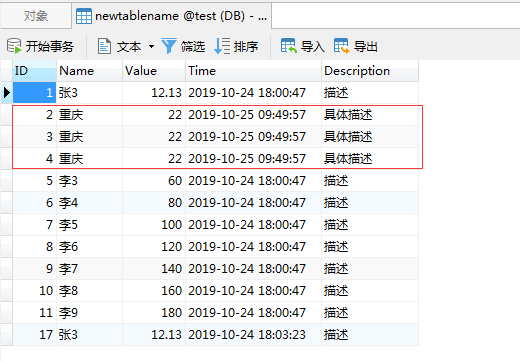 对象 newtablename @test (DB) - ...
开始事务 文本 筛选 排序 导入 导出
ID Name Value Time Description
1 张3 12.13 2019-10-24 18:00:47 描述
2 重庆 22 2019-10-25 09:49:57 具体描述
3 重庆 22 2019-10-25 09:49:57 具体描述
4 重庆 22 2019-10-25 09:49:57 具体描述
5 李3 60 2019-10-24 18:00:47 描述
6 李4 80 2019-10-24 18:00:47 描述
7 李5 100 2019-10-24 18:00:47 描述
8 李6 120 2019-10-24 18:00:47 描述
9 李7 140 2019-10-24 18:00:47 描述
10 李8 160 2019-10-24 18:00:47 描述
11 李9 180 2019-10-24 18:00:47 描述
17 张3 12.13 2019-10-24 18:03:23 描述